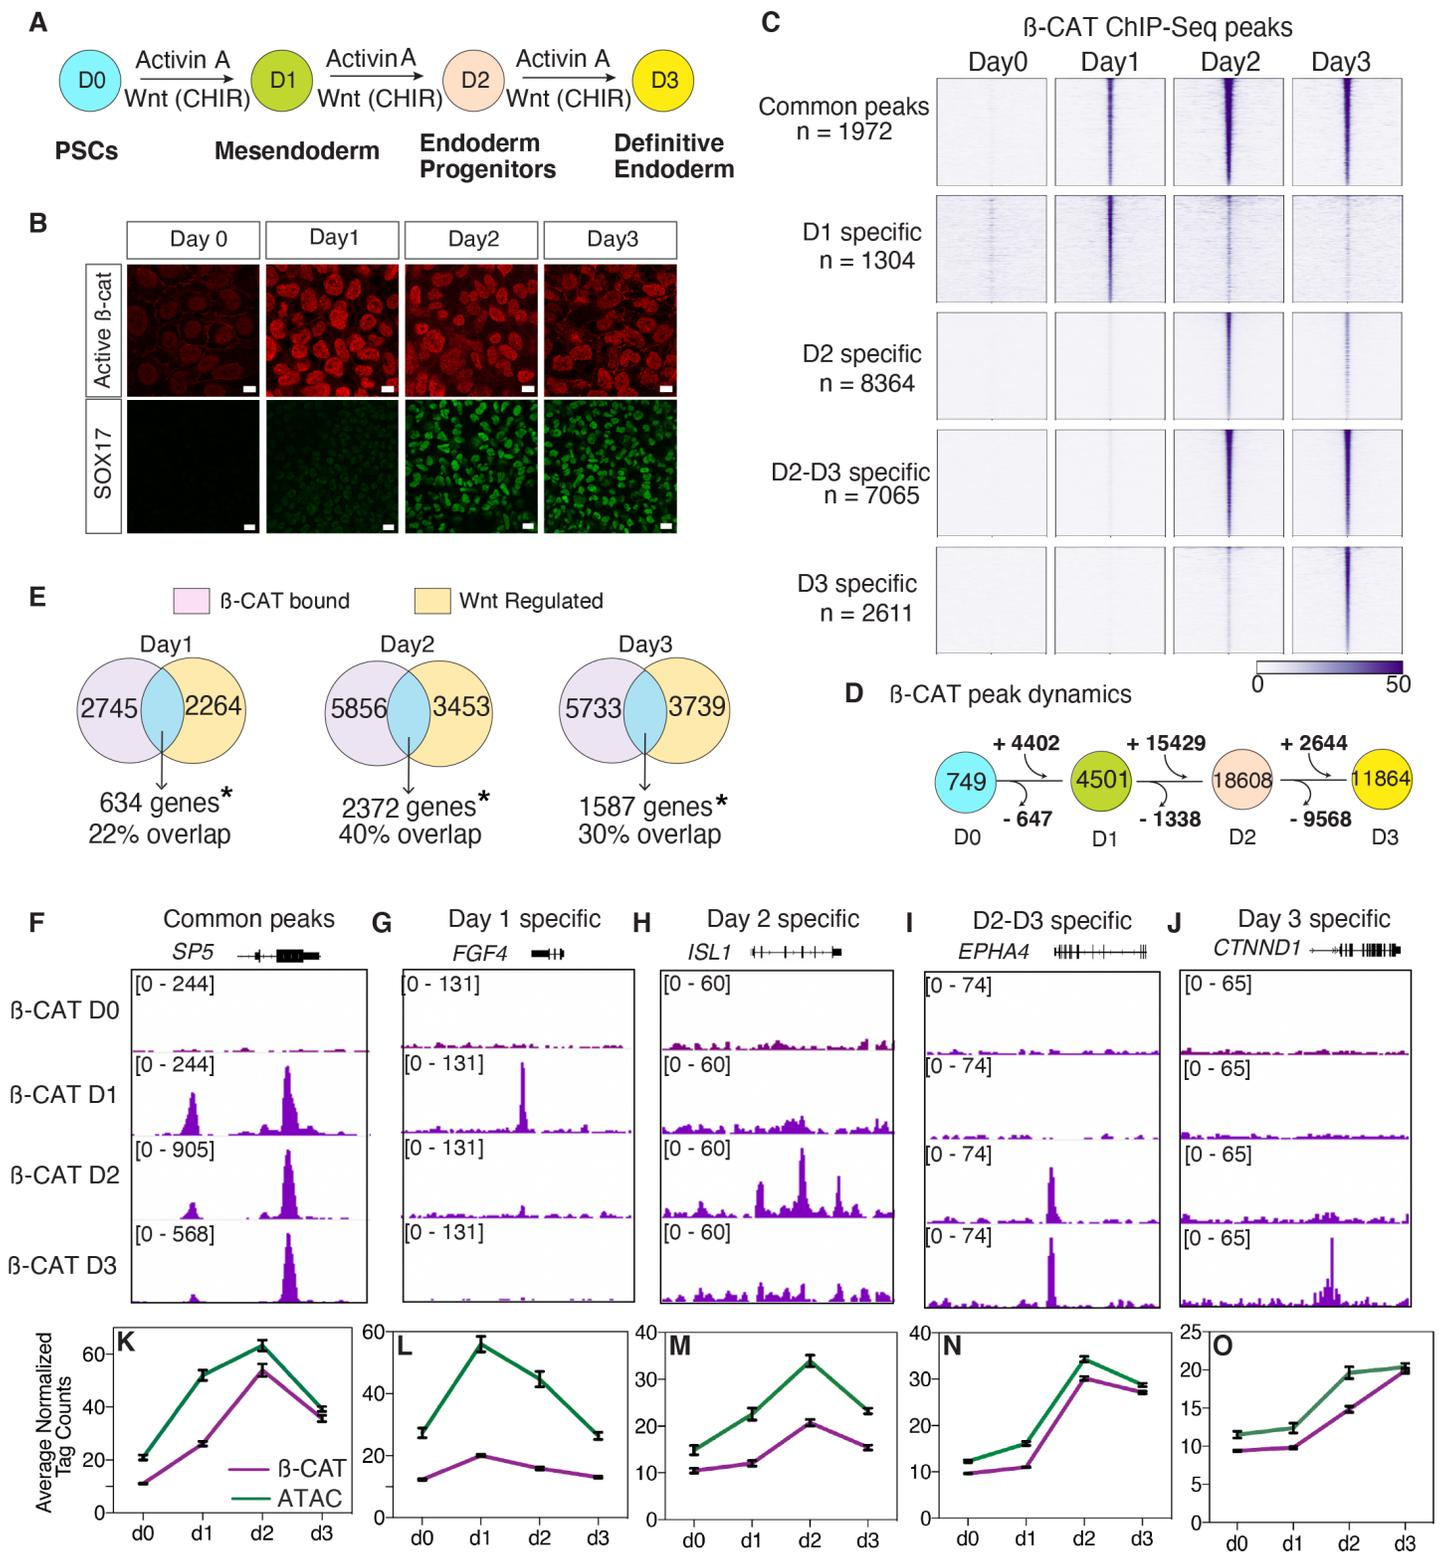 A
D0
Activin A
Wnt (CHIR)
D1
Activin A
Wnt (CHIR)
D2
Activin A
Wnt (CHIR)
D3
PSCs
Mesendoderm
Endoderm
Progenitors
Definitive
Endoderm
B
Day 0
Day1
Day2
Day3
Active ß-cat
SOX17
C
ß-CAT ChIP-Seq peaks
Day0
Day1
Day2
Day3
Common peaks
n = 1972
D1 specific
n = 1304
D2 specific
n = 8364
D2-D3 specific
n = 7065
D3 specific
n = 2611
0
50
D
ß-CAT peak dynamics
+ 4402
+ 15429
+ 2644
749
4501
18608
11864
- 647
- 1338
- 9568
D0
D1
D2
D3
E
ß-CAT bound
Wnt Regulated
Day1
2745
2264
634 genes*
22% overlap
Day2
5856
3453
2372 genes*
40% overlap
Day3
5733
3739
1587 genes*
30% overlap
ß-CAT D0
ß-CAT D1
ß-CAT D2
ß-CAT D3
F
Common peaks
SP5
[0 - 244]
[0 - 244]
[0 - 905]
[0 - 568]
G
Day 1 specific
FGF4
[0 - 131]
[0 - 131]
[0 - 131]
[0 - 131]
H
Day 2 specific
ISL1
[0 - 60]
[0 - 60]
[0 - 60]
[0 - 60]
I
D2-D3 specific
EPHA4
[0 - 74]
[0 - 74]
[0 - 74]
[0 - 74]
J
Day 3 specific
CTNND1
[0 - 65]
[0 - 65]
[0 - 65]
[0 - 65]
Average Normalized
Tag Counts
K
60
40
20
0
ß-CAT
ATAC
d0
d1
d2
d3
L
60
40
20
0
d0
d1
d2
d3
M
40
30
20
10
0
d0
d1
d2
d3
N
40
30
20
10
0
d0
d1
d2
d3
O
25
20
15
10
5
0
d0
d1
d2
d3